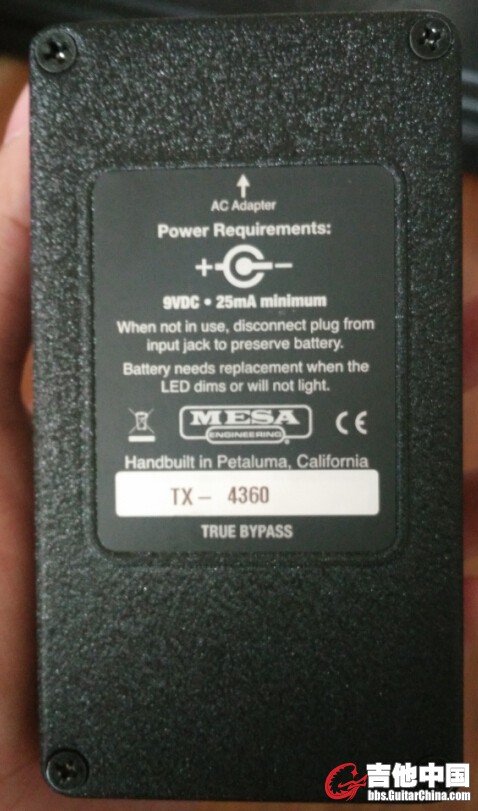 AC Adapter
Power Requirements:
+ −
9VDC • 25mA minimum
When not in use, disconnect plug from
input jack to preserve battery.
Battery needs replacement when the
LED dims or will not light.
MESA
ENGINEERING®
CE
Handbuilt in Petaluma, California
TX – 4360
TRUE BYPASS
吉他中国
bbs.GuitarChina.com